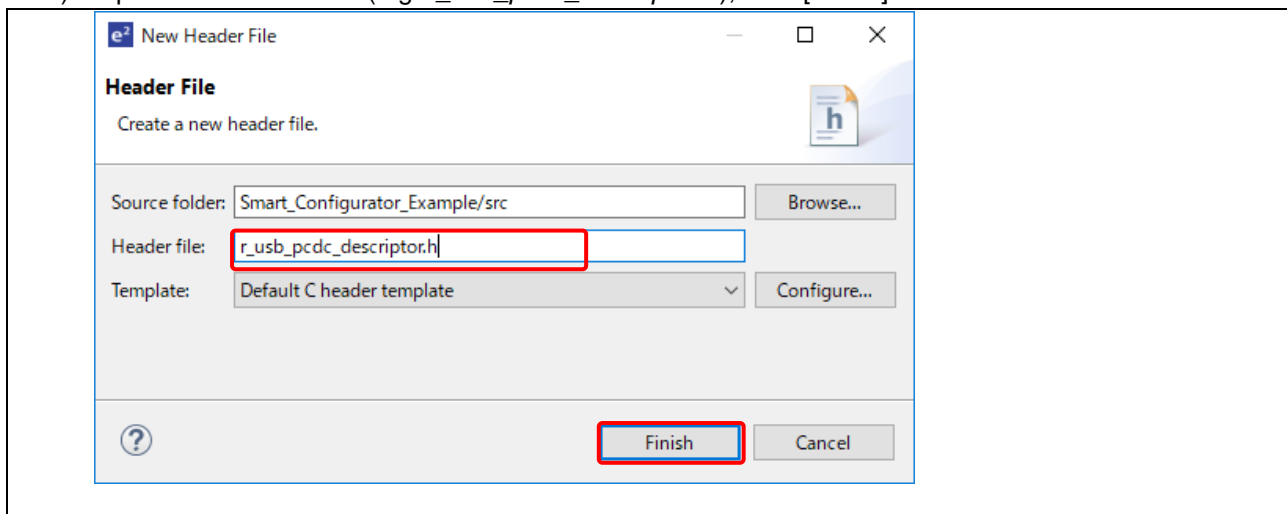 e² New Header File
Header File
Create a new header file.
h
Source folder: Smart_Configurator_Example/src Browse...
Header file: r_usb_pcdc_descriptor.h
Template: Default C header template Configure...
? Finish Cancel